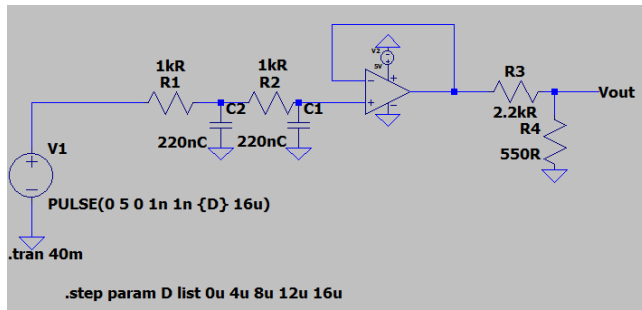 1kR
R1
1kR
R2
C2
C1
220nC
220nC
V2
5V
R3
2.2kR
Vout
R4
550R
V1
PULSE(0 5 0 1n 1n {D} 16u)
.tran 40m
.step param D list 0u 4u 8u 12u 16u